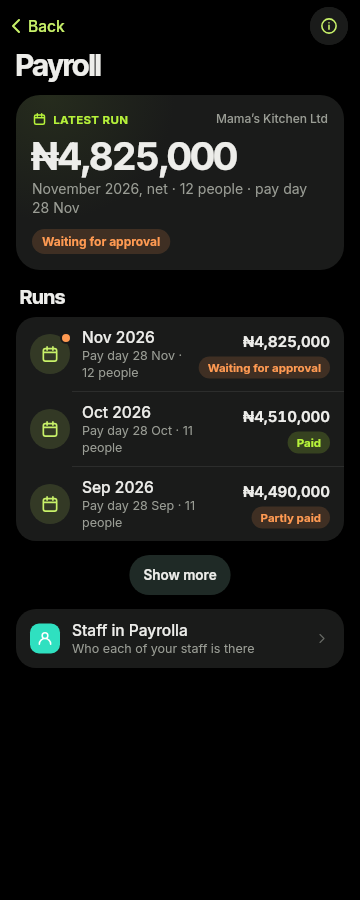 Back
Payroll
LATEST RUN
Mama's Kitchen Ltd
₦4,825,000
November 2026, net · 12 people · pay day
28 Nov
Waiting for approval
Runs
Nov 2026
Pay day 28 Nov ·
12 people
₦4,825,000
Waiting for approval
Oct 2026
Pay day 28 Oct · 11
people
₦4,510,000
Paid
Sep 2026
Pay day 28 Sep · 11
people
₦4,490,000
Partly paid
Show more
Staff in Payrolla
Who each of your staff is there